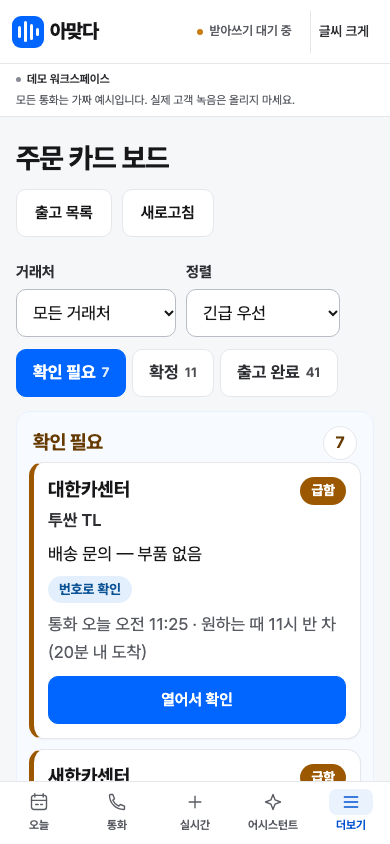 아맞다
받아쓰기 대기 중
글씨 크게
데모 워크스페이스
모든 통화는 가짜 예시입니다. 실제 고객 녹음은 올리지 마세요.
주문 카드 보드
출고 목록
새로고침
거래처
정렬
모든 거래처
긴급 우선
확인 필요 7
확정 11
출고 완료 41
확인 필요
7
대한카센터
급함
투싼 TL
배송 문의 — 부품 없음
번호로 확인
통화 오늘 오전 11:25 · 원하는 때 11시 반 차
(20분 내 도착)
열어서 확인
새한카센터
급함
오늘
통화
실시간
어시스턴트
더보기